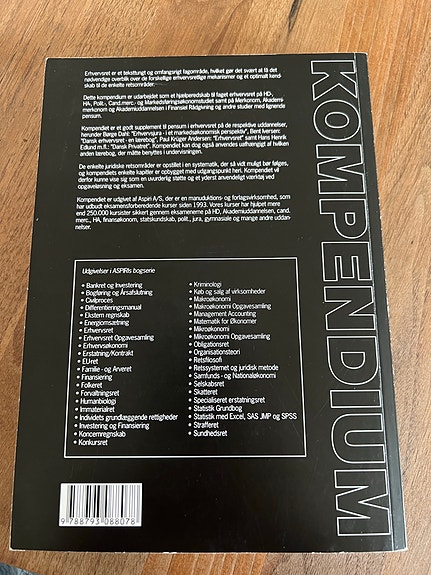 Erhvervsret er et teksttungt og omfangsrigt fagområde, hvilket gør det svært at få det
nødvendige overblik over de forskellige erhvervsretlige mekanismer og et optimalt kend-
skab til de enkelte retsområder.
Dette kompendium er udarbejdet som et hjælperedskab til faget erhvervsret på HD-,
HA, Polit-, Cand.merc.- og Markedsføringsøkonomstudiet samt på Merkonom, Akademi-
merkonom og Akademiuddannelsen i Finansiel Rådgivning og andre studier med lignende
pensum.
Kompendiet er et godt supplement til pensum i erhvervsret på de respektive uddannelser,
herunder Børge Dahl: "Erhvervsjura - i et markedsøkonomisk perspektiv", Bent Iversen:
"Dansk erhvervsret - en lærebog", Paul Krüger Andersen: "Erhvervsret" samt Hans Henrik
Edlund m.fl.: "Dansk Privatret". Kompendiet kan dog også anvendes uafhængigt af hvilken
anden lærebog, der måtte benyttes i undervisningen.
De enkelte juridiske retsområder er opstillet i en systematik, der så vidt muligt bør følges,
og kompendiets enkelte kapitler er opbygget med udgangspunkt heri. Kompendiet vil
derfor kunne vise sig som en uvurderlig støtte og et yderst anvendeligt værktøj ved
opgaveløsning og eksamen.
Kompendiet er udgivet af Aspiri A/S, der er en manuduktions- og forlagsvirksomhed, som
har udbudt eksamensforberedende kurser siden 1993. Vores kurser har hjulpet mere
end 250.000 kursister sikkert gennem eksamenerne på HD, Akademiuddannelsen, cand.
merc., HA, finansøkonom, statskundskab, polit., jura, gymnasiale og mange andre uddan-
nelser.
KOMPENDIUM
Udgivelser i ASPIRIs bogserie
• Bankret og Investering
• Bogføring og Årsafslutning
• Civilproces
• Differentieringsmanual
• Ekstern regnskab
• Energiomsætning
• Erhvervsret
• Erhvervsret Opgavesamling
• Erhvervsøkonomi
• Erstatning/Kontrakt
• EU-ret
• Familie - og Arveret
• Finansiering
• Folkeret
• Forvaltningsret
• Humanbiologi
• Immaterialret
• Individets grundlæggende rettigheder
• Investering og Finansiering
• Koncernregnskab
• Konkursret
• Kriminologi
• Køb og salg af virksomheder
• Makroøkonomi
• Makroøkonomi Opgavesamling
• Management Accounting
• Matematik for Økonomer
• Mikroøkonomi
• Mikroøkonomi Opgavesamling
• Obligationsret
• Organisationsteori
• Retsfilosofi
• Retssystemet og juridisk metode
• Samfunds - og Nationaløkonomi
• Selskabsret
• Skatteret
• Specialiseret erstatningsret
• Statistik Grundbog
• Statistik med Excel, SAS JMP og SPSS
• Strafferet
• Sundhedsret
9 788793 088078